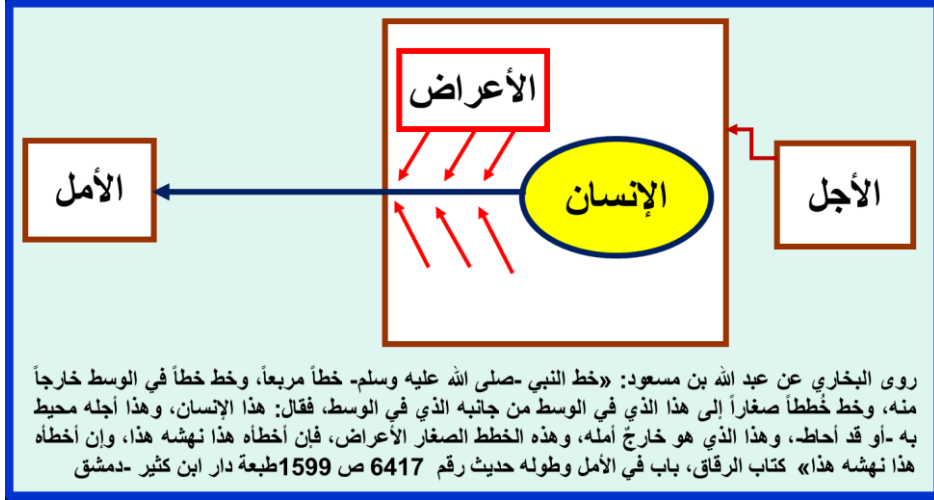 الأعراض
الأجل
الإنسان
الأمل
روى البخاري عن عبد الله بن مسعود: «خط النبي -صلى الله عليه وسلم- خطاً مربعاً، وخط خطاً في الوسط خارجاً
منه، وخط خُططاً صغاراً إلى هذا الذي في الوسط من جانبه الذي في الوسط، فقال: هذا الإنسان، وهذا أجله محيط
به -أو قد أحاط-، وهذا الذي هو خارجٌ أمله، وهذه الخطط الصغار الأعراض، فإن أخطأه هذا نهشه هذا، وإن أخطأه
هذا نهشه هذا» كتاب الرقاق، باب في الأمل وطوله حديث رقم 6417 ص 1599طبعة دار ابن كثير -دمشق